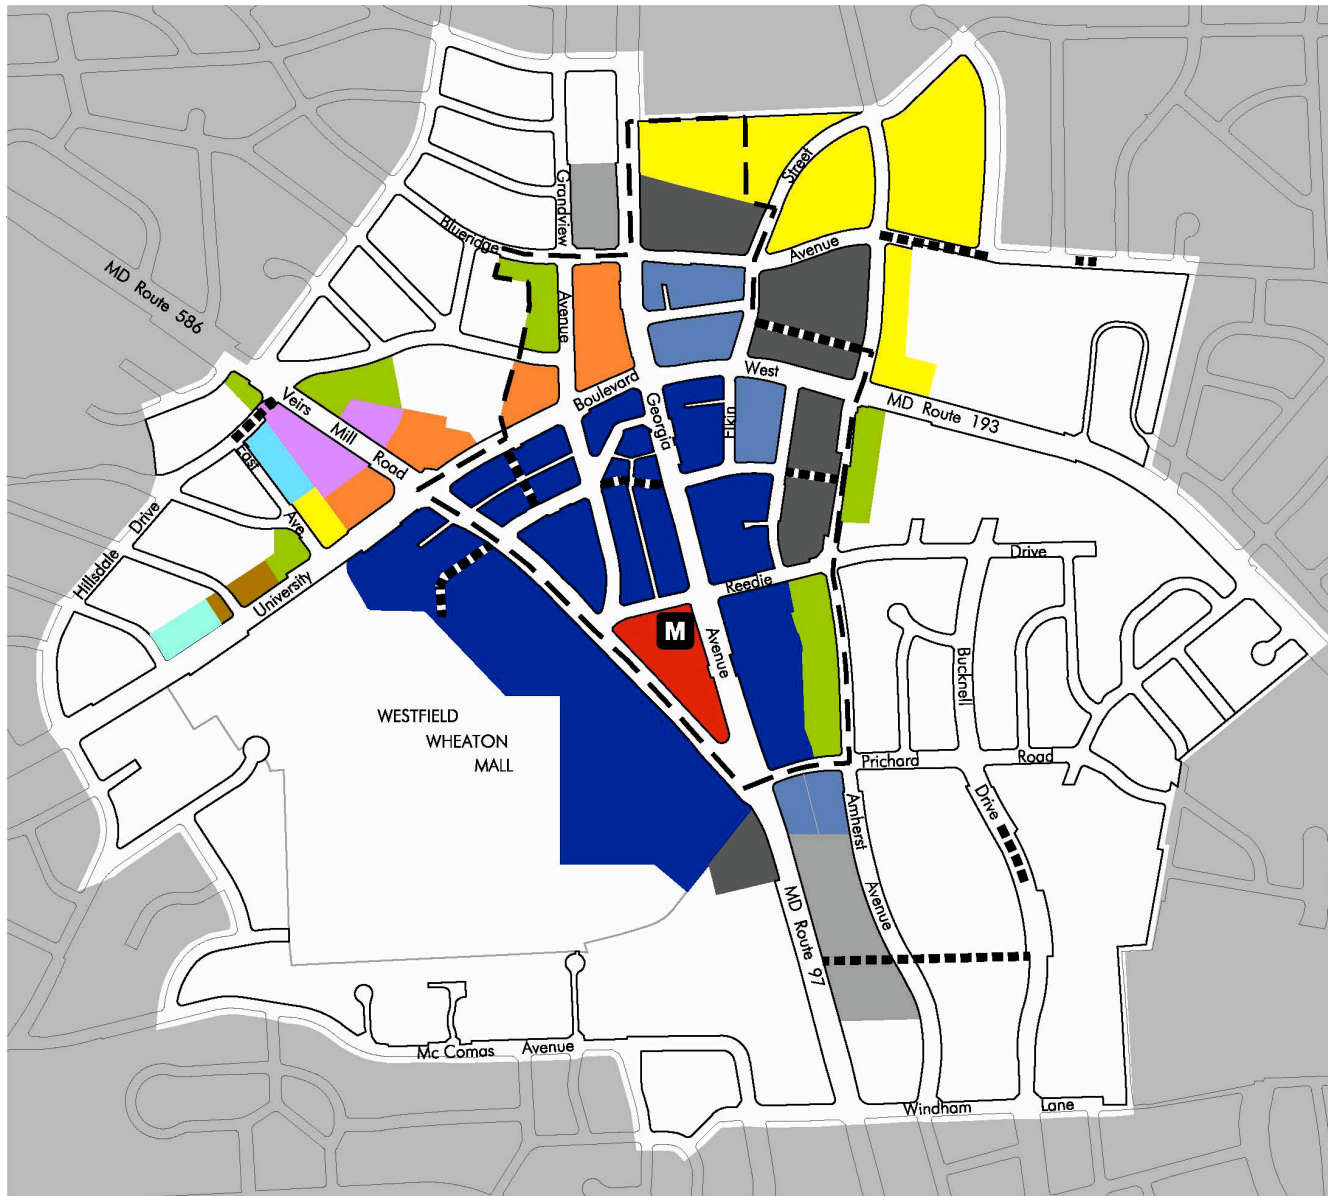 Street
Grandview
Blueridge
Avenue
MD Route 586
Avenue
West
Boulevard
MD Route 193
Veirs Mill Road
Georgia
Elkin
East Ave.
Hillsdale Drive
University
Drive
Reedie
M
Avenue
Bucknell
WESTFIELD
WHEATON
MALL
Prichard Road
Drive
Amherst
Avenue
MD Route 97
Mc Comas Avenue
Windham Lane